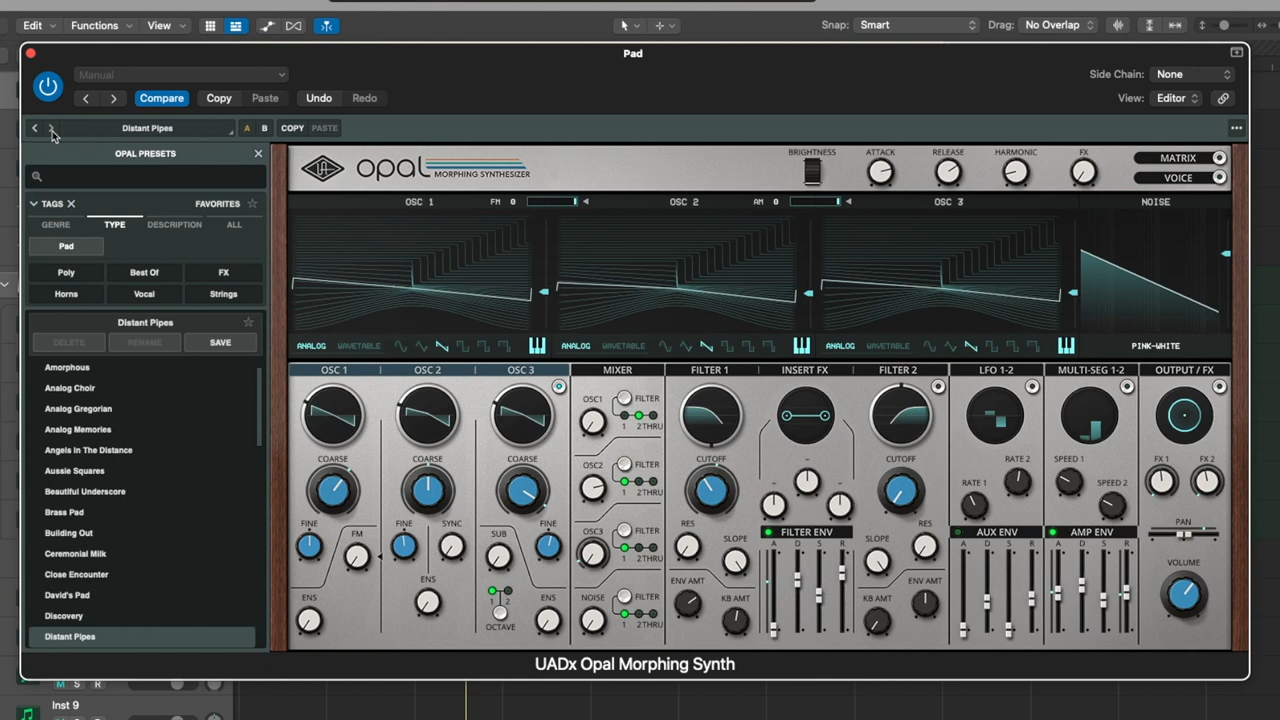 Edit Functions View Snap: Smart Drag: No Overlap
Pad
Manual Side Chain: None
Compare Copy Paste Undo Redo View: Editor
Distant Pipes A B COPY PASTE
OPAL PRESETS
TAGS FAVORITES
GENRE TYPE DESCRIPTION ALL
Pad
Poly Best Of FX
Horns Vocal Strings
Distant Pipes
DELETE RENAME SAVE
Amorphous
Analog Choir
Analog Gregorian
Analog Memories
Angels In The Distance
Aussie Squares
Beautiful Underscore
Brass Pad
Building Out
Ceremonial Milk
Close Encounter
David's Pad
Discovery
Distant Pipes
opal MORPHING SYNTHESIZER
BRIGHTNESS ATTACK RELEASE HARMONIC FX MATRIX
VOICE
OSC 1 FM 0 OSC 2 AM 0 OSC 3 NOISE
ANALOG WAVETABLE ANALOG WAVETABLE ANALOG WAVETABLE PINK-WHITE
OSC 1 OSC 2 OSC 3 MIXER FILTER 1 INSERT FX FILTER 2 LFO 1-2 MULTI-SEG 1-2 OUTPUT / FX
OSC1 FILTER
1 2 THRU
COARSE COARSE COARSE CUTOFF CUTOFF RATE 1 RATE 2 SPEED 1 SPEED 2 FX 1 FX 2
OSC2 FILTER
1 2 THRU
FINE FM FINE SYNC SUB FINE RES SLOPE SLOPE RES PAN
OSC3 FILTER
1 2 THRU
FILTER ENV AUX ENV AMP ENV
A D S R A D S R A D S R
VOLUME
ENS ENS 1 2 ENS
OCTAVE
NOISE FILTER
1 2 THRU
ENV AMT KB AMT KB AMT ENV AMT
UADx Opal Morphing Synth
M S R
Inst 9